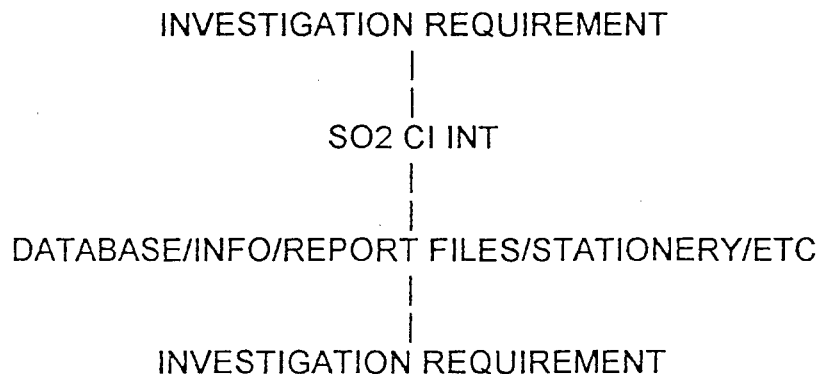 INVESTIGATION REQUIREMENT
SO2 CI INT
DATABASE/INFO/REPORT FILES/STATIONERY/ETC
INVESTIGATION REQUIREMENT